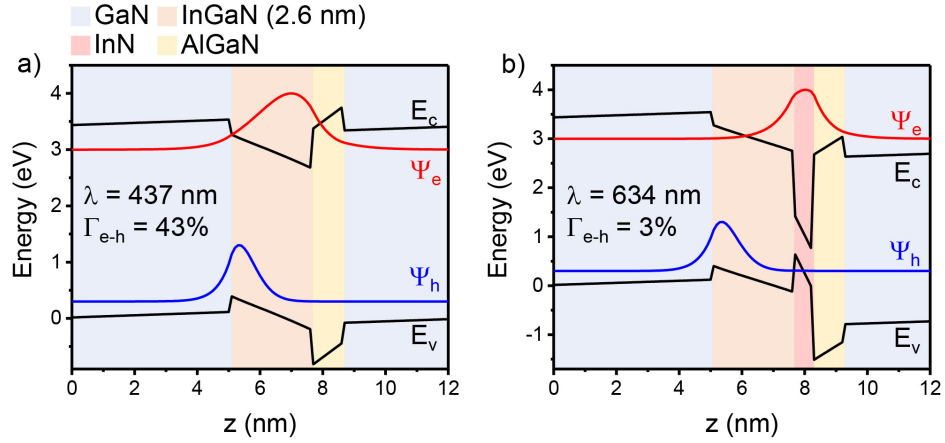 GaN InGaN (2.6 nm)
InN AlGaN
a)
Energy (eV)
4
3
2
1
0
E_c
Ψ_e
λ = 437 nm
Γ_e-h = 43%
Ψ_h
E_v
0 2 4 6 8 10 12
z (nm)
b)
Energy (eV)
4
3
2
1
0
-1
Ψ_e
E_c
λ = 634 nm
Γ_e-h = 3%
Ψ_h
E_v
0 2 4 6 8 10 12
z (nm)